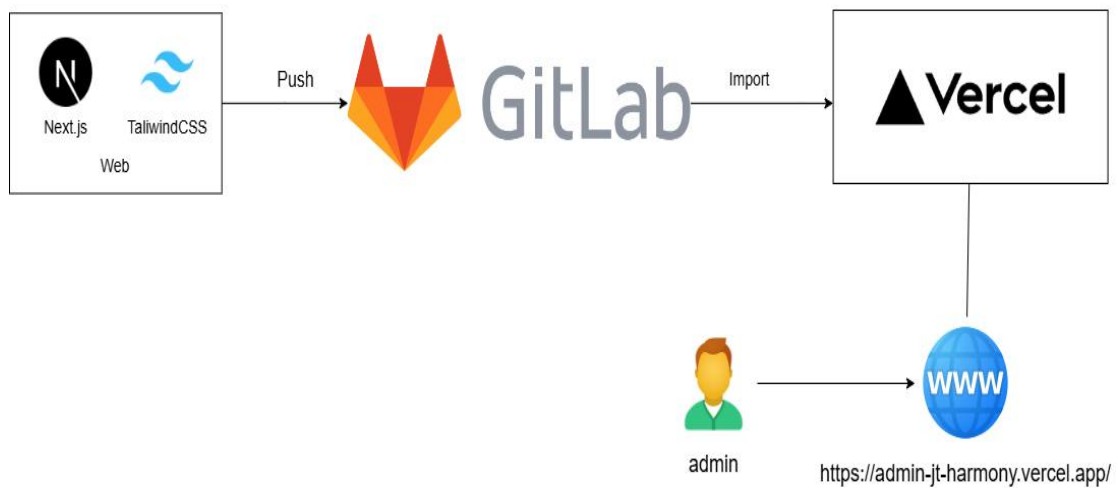 Next.js
TaliwindCSS
Web
Push
GitLab
Import
Vercel
www
admin
https://admin-jt-harmony.vercel.app/